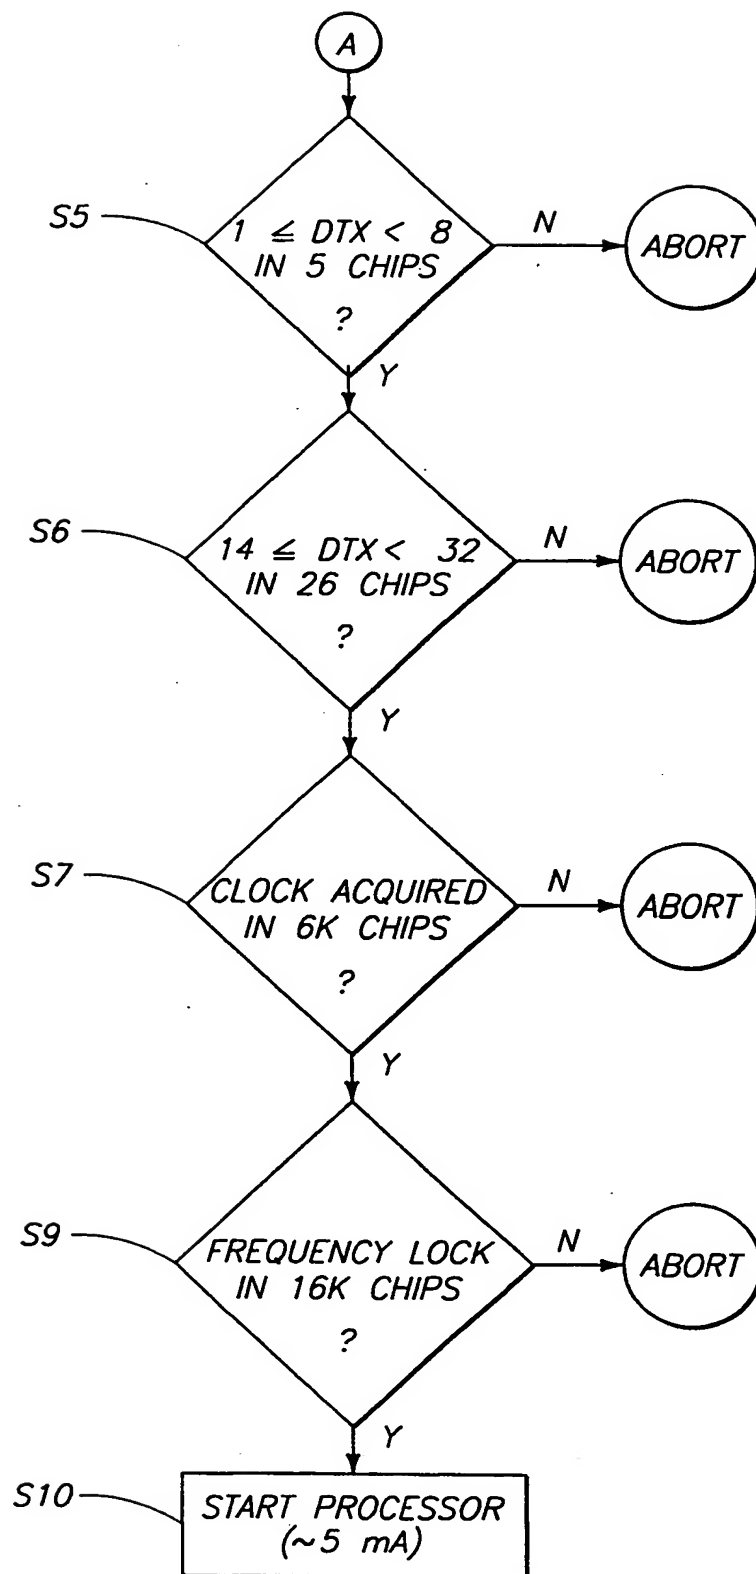 A
S5
1 ≦ DTX < 8
IN 5 CHIPS
?
N
ABORT
Y
S6
14 ≦ DTX < 32
IN 26 CHIPS
?
N
ABORT
Y
S7
CLOCK ACQUIRED
IN 6K CHIPS
?
N
ABORT
Y
S9
FREQUENCY LOCK
IN 16K CHIPS
?
N
ABORT
Y
S10
START PROCESSOR
(~5 mA)